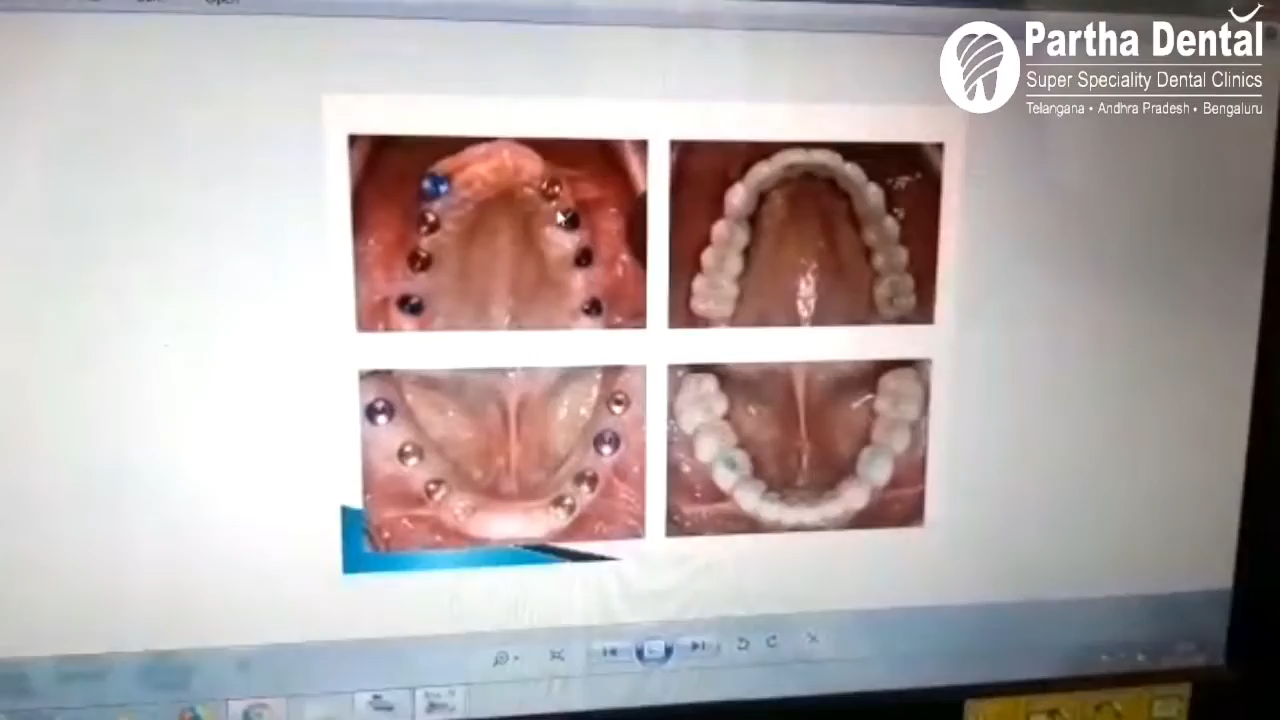 Partha Dental
Super Speciality Dental Clinics
Telangana • Andhra Pradesh • Bengaluru